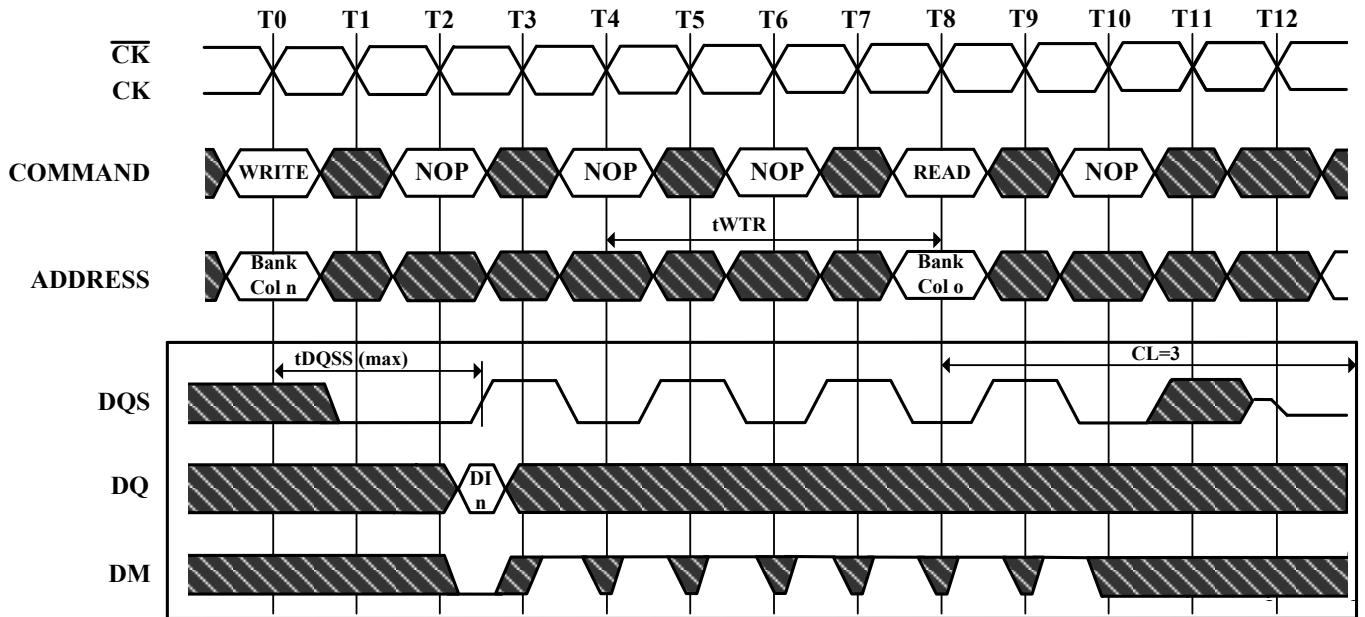 T0 T1 T2 T3 T4 T5 T6 T7 T8 T9 T10 T11 T12
CK
CK
COMMAND WRITE NOP NOP NOP READ NOP
tWTR
ADDRESS Bank Col n Bank Col o
tDQSS (max) CL=3
DQS
DQ DI n
DM